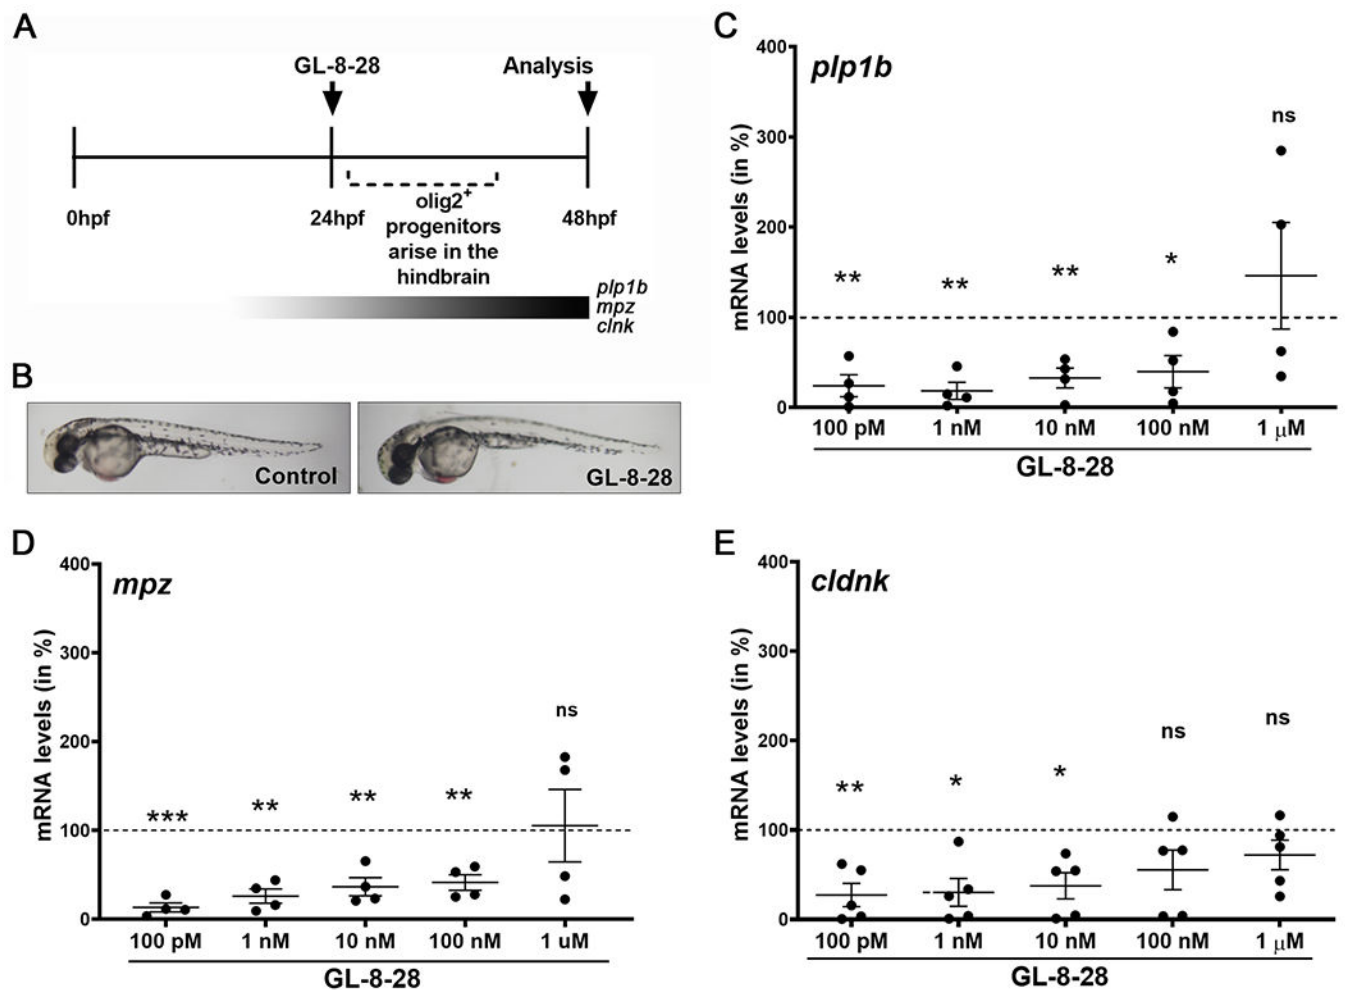 A
GL-8-28
Analysis
0hpf
24hpf
48hpf
olig2+
progenitors
arise in the
hindbrain
plp1b
mpz
clnk
B
Control
GL-8-28
C
plp1b
mRNA levels (in %)
400
300
200
100
0
**
**
**
*
ns
100 pM
1 nM
10 nM
100 nM
1 μM
GL-8-28
D
mpz
mRNA levels (in %)
400
300
200
100
0
***
**
**
**
ns
100 pM
1 nM
10 nM
100 nM
1 uM
GL-8-28
E
cldnk
mRNA levels (in %)
400
300
200
100
0
**
*
*
ns
ns
100 pM
1 nM
10 nM
100 nM
1 μM
GL-8-28